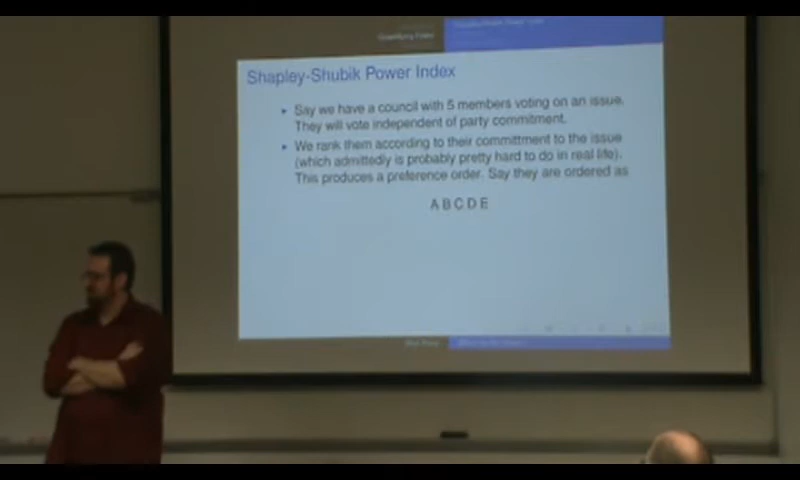 Shapley-Shubik Power Index
Say we have a council with 5 members voting on an issue.
They will vote independent of party commitment.
We rank them according to their committment to the issue
(which admittedly is probably pretty hard to do in real life).
This produces a preference order. Say they are ordered as
A B C D E